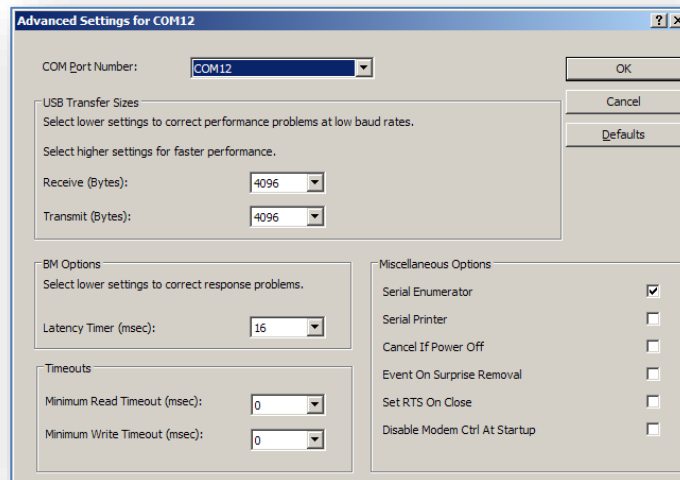 Advanced Settings for COM12
COM Port Number:
COM12
OK
Cancel
Defaults
USB Transfer Sizes
Select lower settings to correct performance problems at low baud rates.
Select higher settings for faster performance.
Receive (Bytes):
4096
Transmit (Bytes):
4096
BM Options
Select lower settings to correct response problems.
Latency Timer (msec):
16
Timeouts
Minimum Read Timeout (msec):
0
Minimum Write Timeout (msec):
0
Miscellaneous Options
Serial Enumerator
Serial Printer
Cancel If Power Off
Event On Surprise Removal
Set RTS On Close
Disable Modem Ctrl At Startup